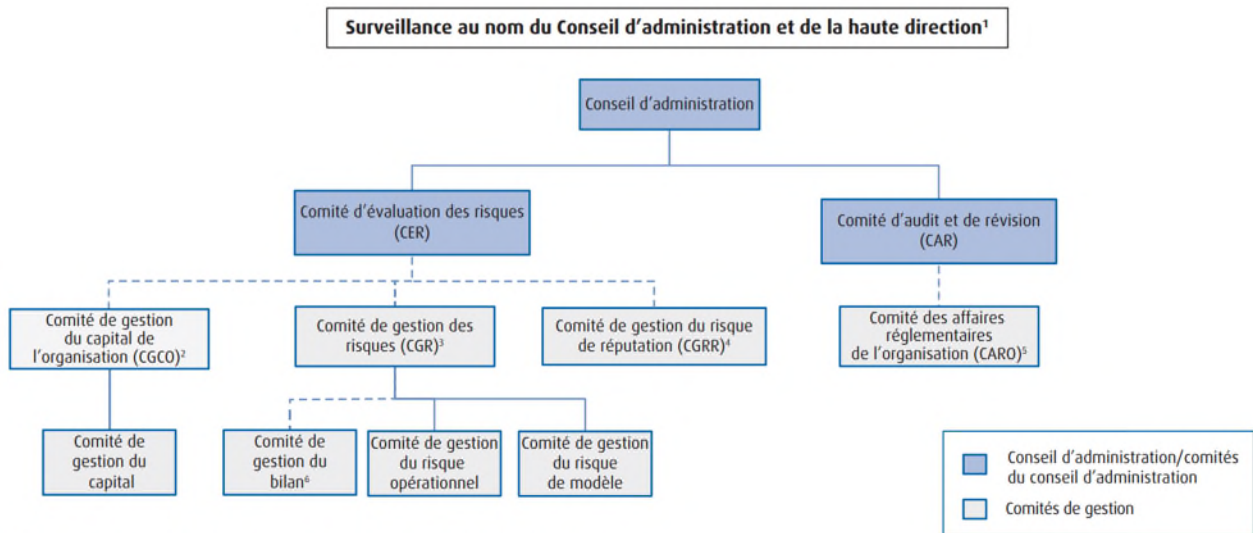 Surveillance au nom du Conseil d’administration et de la haute direction¹
Conseil d’administration
Comité d’évaluation des risques
(CER)
Comité d’audit et de révision
(CAR)
Comité de gestion
du capital de
l’organisation (CGCO)²
Comité de gestion des
risques (CGR)³
Comité de gestion du risque
de réputation (CGRR)⁴
Comité des affaires
réglementaires
de l’organisation (CARO)⁵
Comité de
gestion du
capital
Comité de
gestion du
bilan⁶
Comité de gestion
du risque
opérationnel
Comité de gestion
du risque
de modèle
Conseil d’administration/comités
du conseil d’administration
Comités de gestion